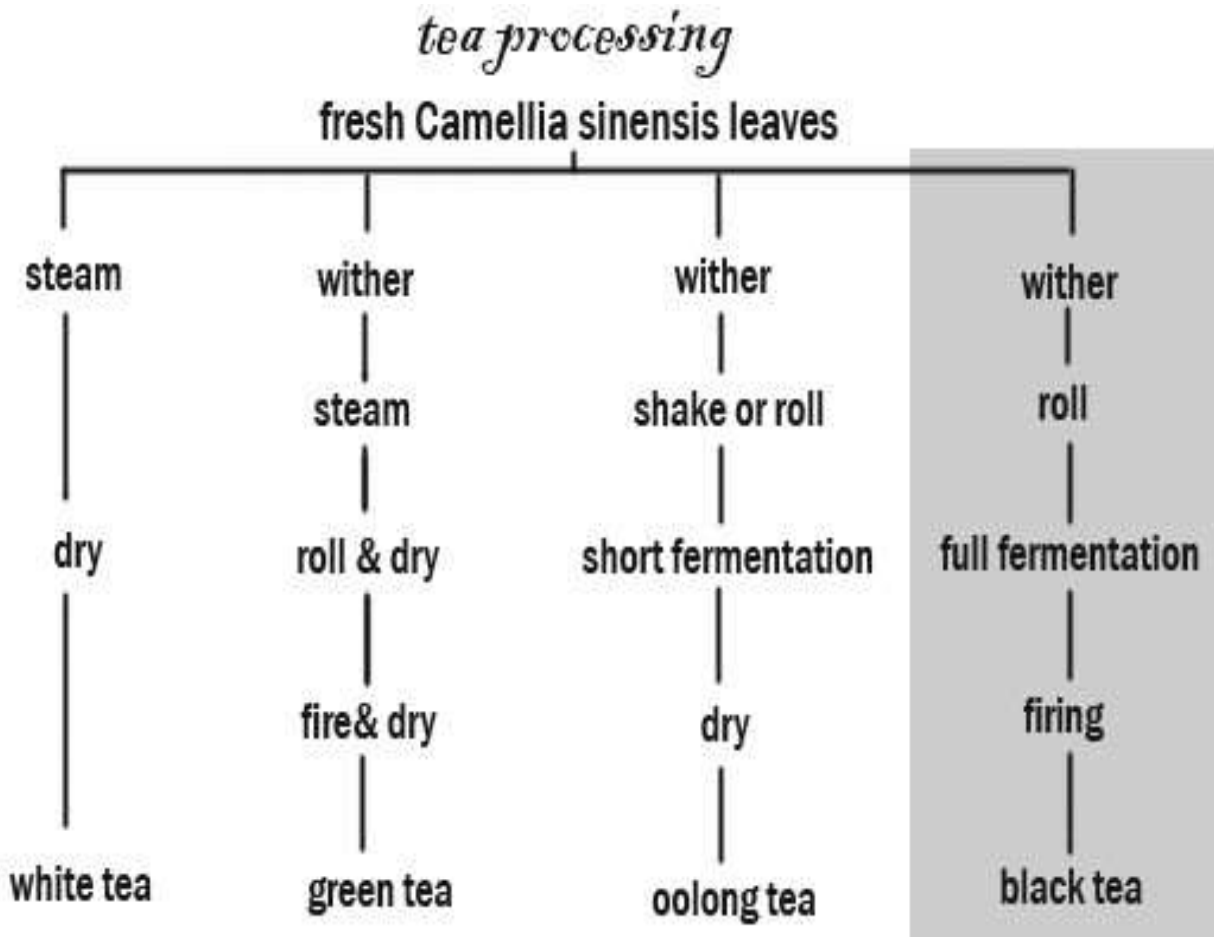 tea processing
fresh Camellia sinensis leaves
steam
dry
white tea
wither
steam
roll & dry
fire& dry
green tea
wither
shake or roll
short fermentation
dry
oolong tea
wither
roll
full fermentation
firing
black tea